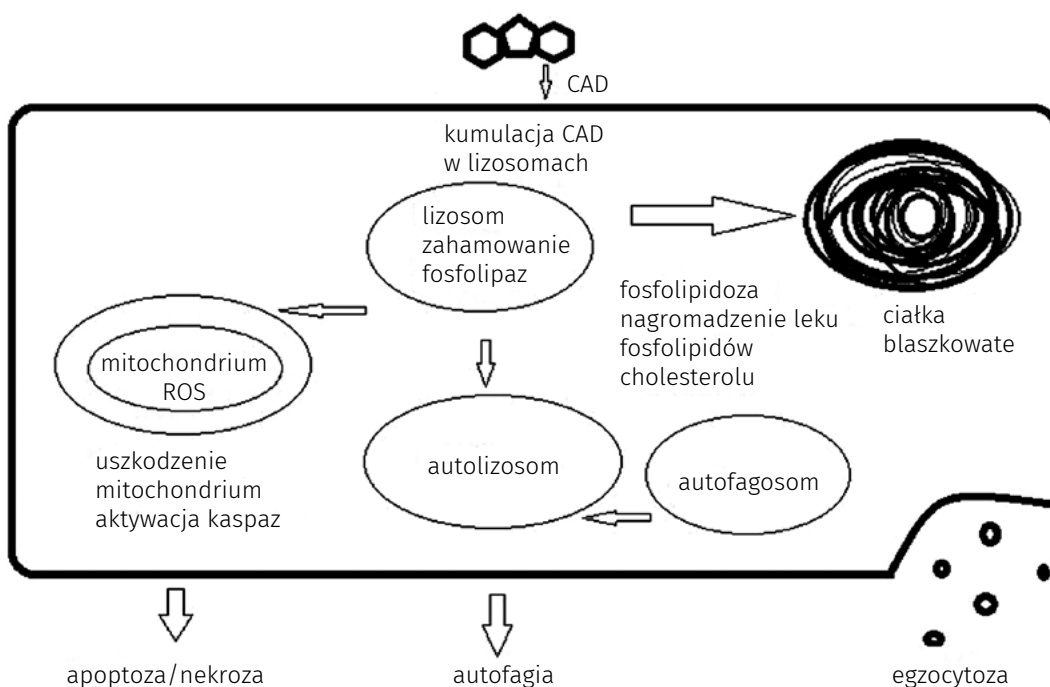 CAD
kumulacja CAD
w lizosomach
lizosom
zahamowanie
fosfolipaz
fosfolipidoza
nagromadzenie leku
fosfolipidów
cholesterolu
ciałka
blaszkowate
mitochondrium
ROS
uszkodzenie
mitochondrium
aktywacja kaspaz
autolizosom
autofagosom
apoptoza/nekroza
autofagia
egzocytoza